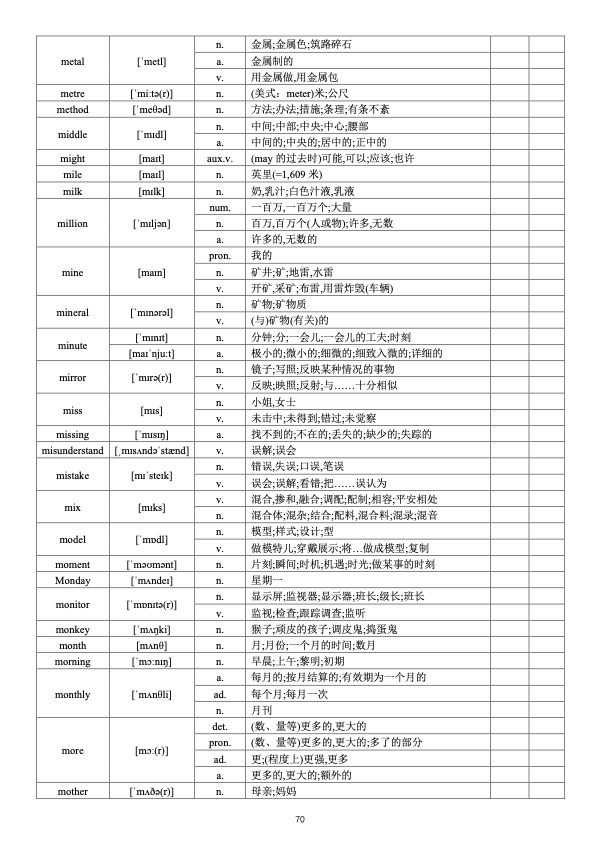 metal [ˈmetl] n. 金属;金属色;筑路碎石
a. 金属制的
v. 用金属做,用金属包
metre [ˈmi:tə(r)] n. (美式：meter)米;公尺
method [ˈmeθəd] n. 方法;办法;措施;条理;有条不紊
middle [ˈmɪdl] n. 中间;中部;中央;中心;腰部
a. 中间的;中央的;居中的;正中的
might [maɪt] aux.v. (may 的过去时)可能,可以;应该;也许
mile [maɪl] n. 英里(=1,609 米)
milk [mɪlk] n. 奶,乳汁;白色汁液,乳液
million [ˈmɪljən] num. 一百万,一百万个;大量
n. 百万,百万个(人或物);许多,无数
a. 许多的,无数的
mine [maɪn] pron. 我的
n. 矿井;矿;地雷,水雷
v. 开矿,采矿;布雷,用雷炸毁(车辆)
mineral [ˈmɪnərəl] n. 矿物;矿物质
v. (与)矿物(有关)的
minute [ˈmɪnɪt] n. 分钟;分;一会儿;一会儿的工夫;时刻
[maɪˈnju:t] a. 极小的;微小的;细微的;细致入微的;详细的
mirror [ˈmɪrə(r)] n. 镜子;写照;反映某种情况的事物
v. 反映;映照;反射;与……十分相似
miss [mɪs] n. 小姐,女士
v. 未击中;未得到;错过;未觉察
missing [ˈmɪsɪŋ] a. 找不到的;不在的;丢失的;缺少的;失踪的
misunderstand [ˌmɪsʌndəˈstænd] v. 误解;误会
mistake [mɪˈsteɪk] n. 错误,失误;口误,笔误
v. 误会;误解;看错;把……误认为
mix [mɪks] v. 混合,掺和,融合;调配;配制;相容;平安相处
n. 混合体;混杂;结合;配料,混合料;混录;混音
model [ˈmɒdl] n. 模型;样式;设计;型
v. 做模特儿;穿戴展示;将…做成模型;复制
moment [ˈməʊmənt] n. 片刻;瞬间;时机;机遇;时光;做某事的时刻
Monday [ˈmʌndeɪ] n. 星期一
monitor [ˈmɒnɪtə(r)] n. 显示屏;监视器;显示器;班长;级长;班长
v. 监视;检查;跟踪调查;监听
monkey [ˈmʌŋki] n. 猴子;顽皮的孩子;调皮鬼;捣蛋鬼
month [mʌnθ] n. 月;月份;一个月的时间;数月
morning [ˈmɔ:nɪŋ] n. 早晨;上午;黎明;初期
monthly [ˈmʌnθli] a. 每月的;按月结算的;有效期为一个月的
ad. 每个月;每月一次
n. 月刊
more [mɔ:(r)] det. (数、量等)更多的,更大的
pron. (数、量等)更多的,更大的;多了的部分
ad. 更;(程度上)更强,更多
a. 更多的,更大的;额外的
mother [ˈmʌðə(r)] n. 母亲;妈妈
70